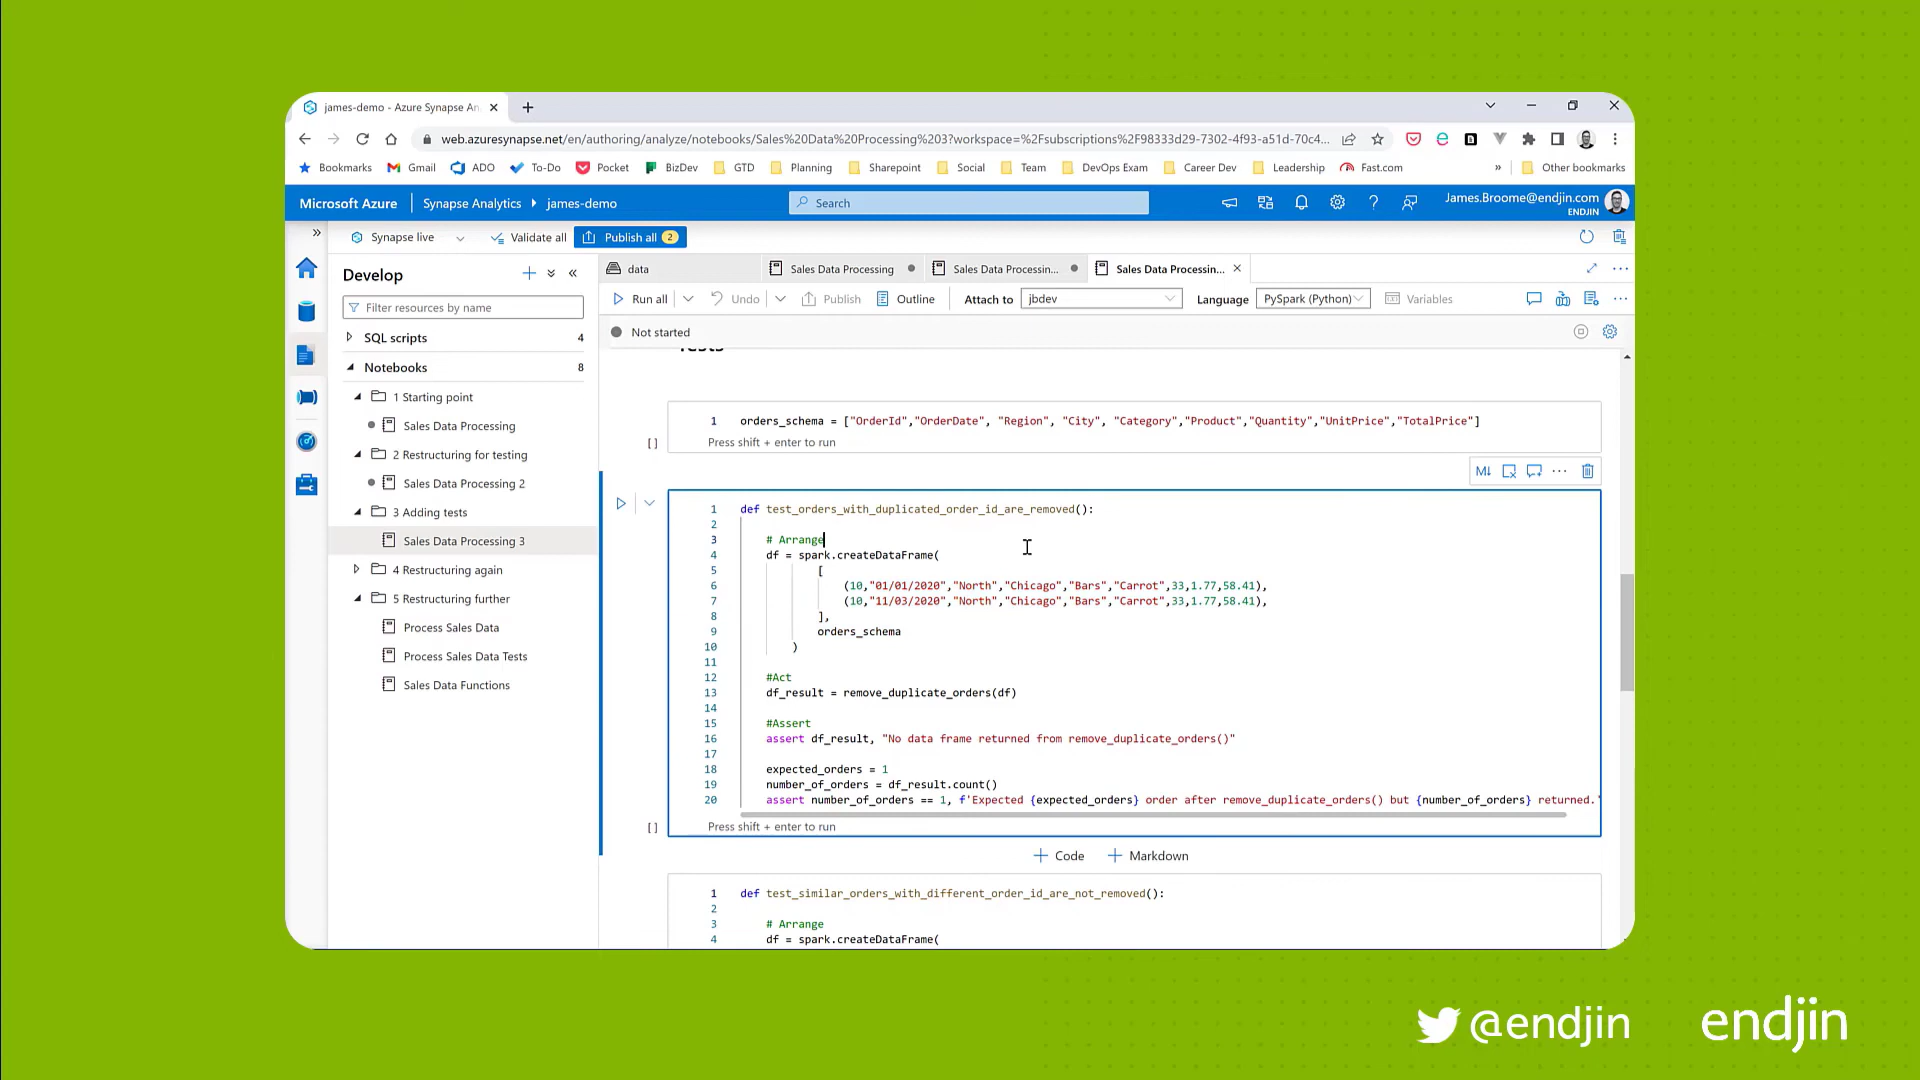 james-demo - Azure Synapse An
web.azuresynapse.net/en/authoring/analyze/notebooks/Sales%20Data%20Processing%203?workspace=%2Fsubscriptions%2F98333d29-7302-4f93-a51d-70c4...
Bookmarks Gmail ADO To-Do Pocket BizDev GTD Planning Sharepoint Social Team DevOps Exam Career Dev Leadership Fast.com » Other bookmarks
Microsoft Azure Synapse Analytics james-demo Search James.Broome@endjin.com
ENDJIN
Synapse live Validate all Publish all 2
Develop
Filter resources by name
SQL scripts 4
Notebooks 8
1 Starting point
Sales Data Processing
2 Restructuring for testing
Sales Data Processing 2
3 Adding tests
Sales Data Processing 3
4 Restructuring again
5 Restructuring further
Process Sales Data
Process Sales Data Tests
Sales Data Functions
data Sales Data Processing Sales Data Processin... Sales Data Processin...
Run all Undo Publish Outline Attach to jbdev Language PySpark (Python) Variables
Not started
Tests
1 orders_schema = ["OrderId","OrderDate", "Region", "City", "Category","Product","Quantity","UnitPrice","TotalPrice"]
[] Press shift + enter to run
M↓
1 def test_orders_with_duplicated_order_id_are_removed():
2
3 # Arrange
4 df = spark.createDataFrame(
5 [
6 (10,"01/01/2020","North","Chicago","Bars","Carrot",33,1.77,58.41),
7 (10,"11/03/2020","North","Chicago","Bars","Carrot",33,1.77,58.41),
8 ],
9 orders_schema
10 )
11
12 #Act
13 df_result = remove_duplicate_orders(df)
14
15 #Assert
16 assert df_result, "No data frame returned from remove_duplicate_orders()"
17
18 expected_orders = 1
19 number_of_orders = df_result.count()
20 assert number_of_orders == 1, f'Expected {expected_orders} order after remove_duplicate_orders() but {number_of_orders} returned.'
[] Press shift + enter to run
+ Code + Markdown
1 def test_similar_orders_with_different_order_id_are_not_removed():
2
3 # Arrange
4 df = spark.createDataFrame(
@endjin endjin